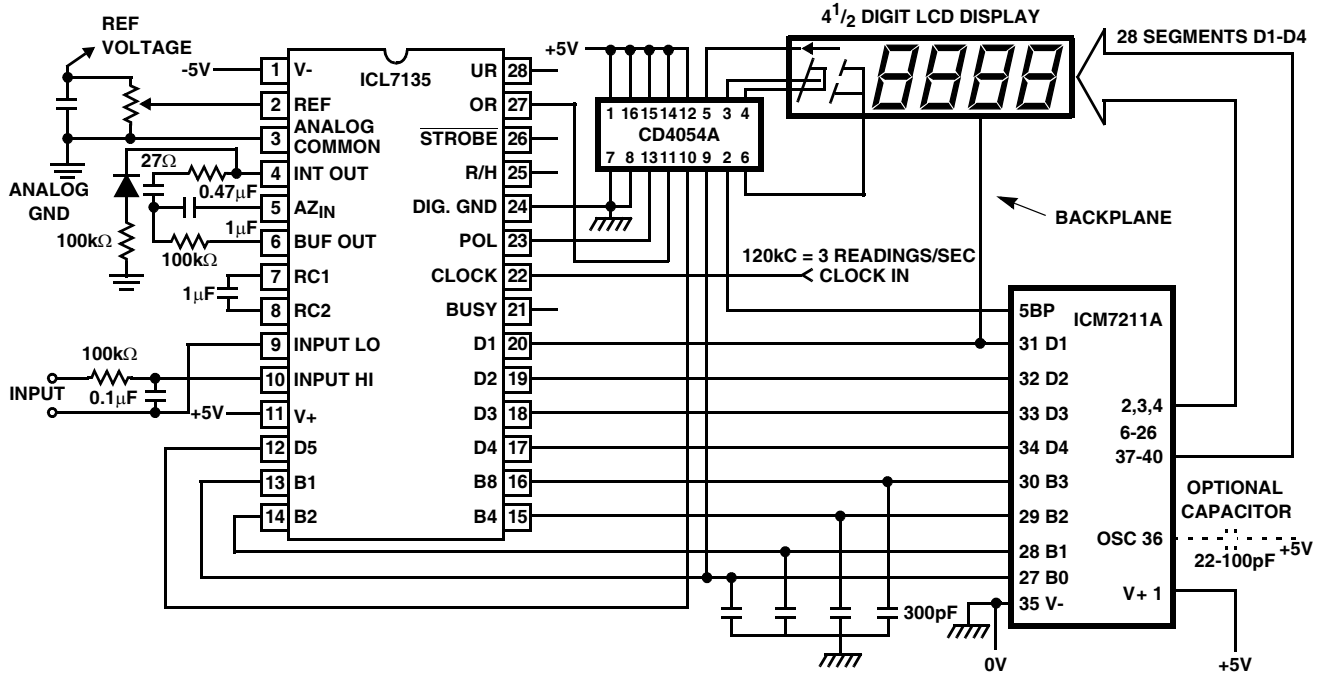 4 1/2 DIGIT LCD DISPLAY
REF
VOLTAGE
28 SEGMENTS D1-D4
-5V
+5V
ICL7135
1 V-
2 REF
3 ANALOG
COMMON
4 INT OUT
5 AZIN
6 BUF OUT
7 RC1
8 RC2
9 INPUT LO
10 INPUT HI
11 V+
12 D5
13 B1
14 B2
UR 28
OR 27
STROBE 26
R/H 25
DIG. GND 24
POL 23
CLOCK 22
BUSY 21
D1 20
D2 19
D3 18
D4 17
B8 16
B4 15
ANALOG
GND
27Ω
0.47μF
100kΩ
1μF
100kΩ
1μF
100kΩ
INPUT
0.1μF
+5V
1 16 15 14 12 5 3 4
CD4054A
7 8 13 11 10 9 2 6
8888
BACKPLANE
120kC = 3 READINGS/SEC
CLOCK IN
ICM7211A
5BP
31 D1
32 D2
33 D3
34 D4
30 B3
29 B2
28 B1
27 B0
35 V-
2,3,4
6-26
37-40
OSC 36
V+ 1
OPTIONAL
CAPACITOR
22-100pF
+5V
300pF
0V
+5V